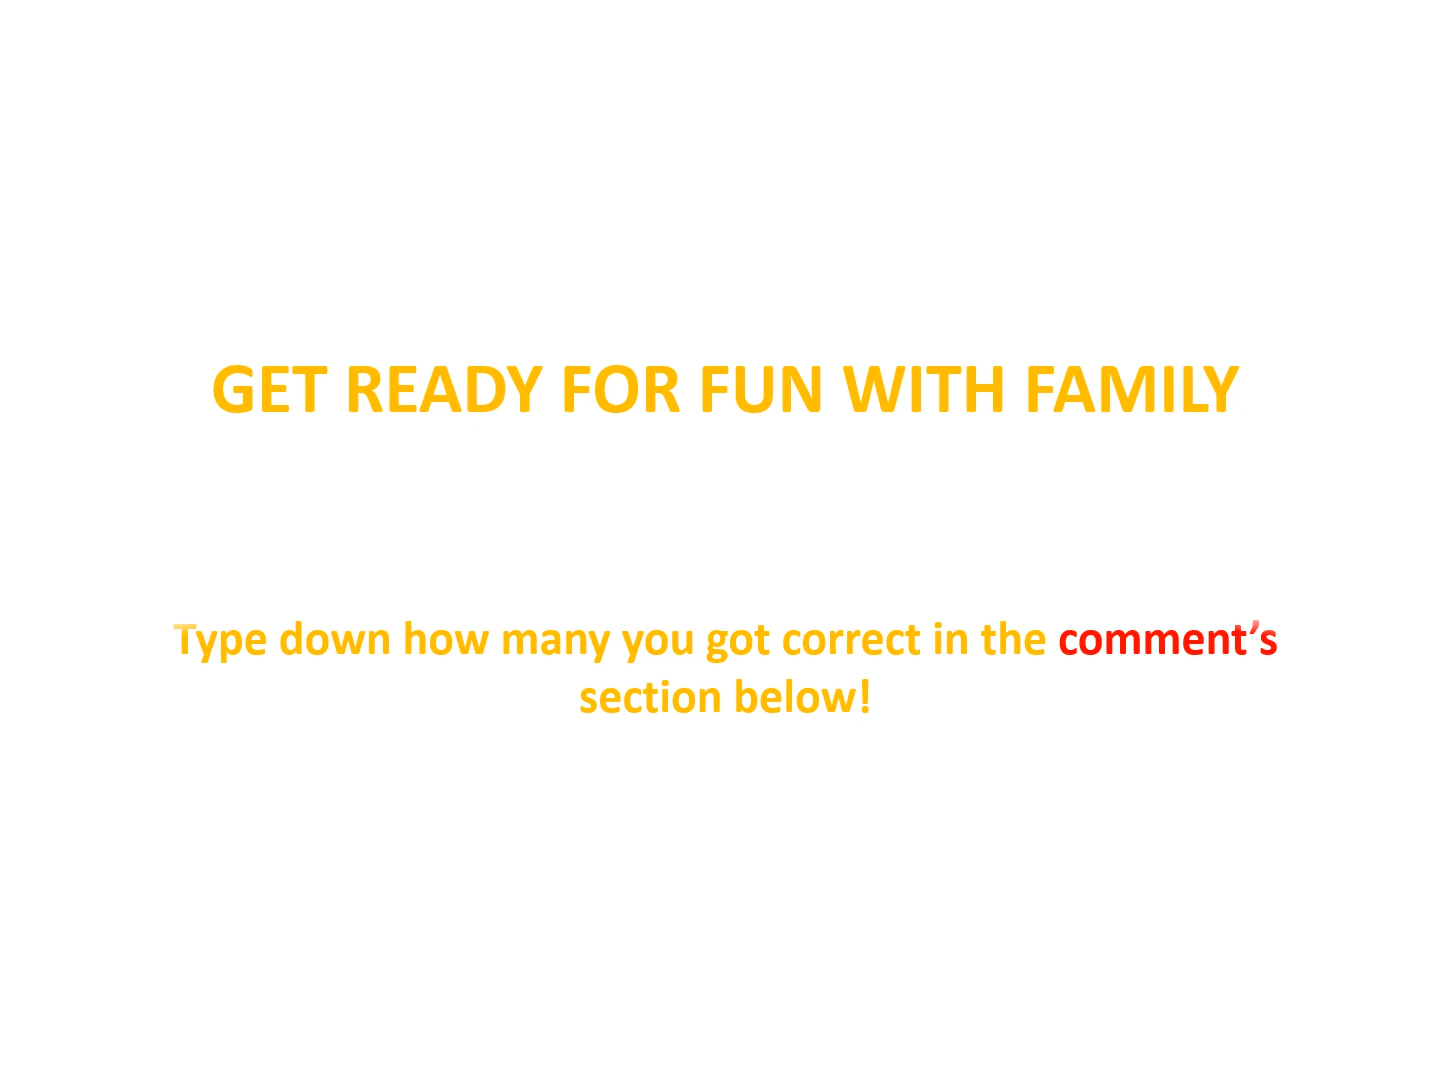 GET READY FOR FUN WITH FAMILY
Type down how many you got correct in the comment’s
section below!